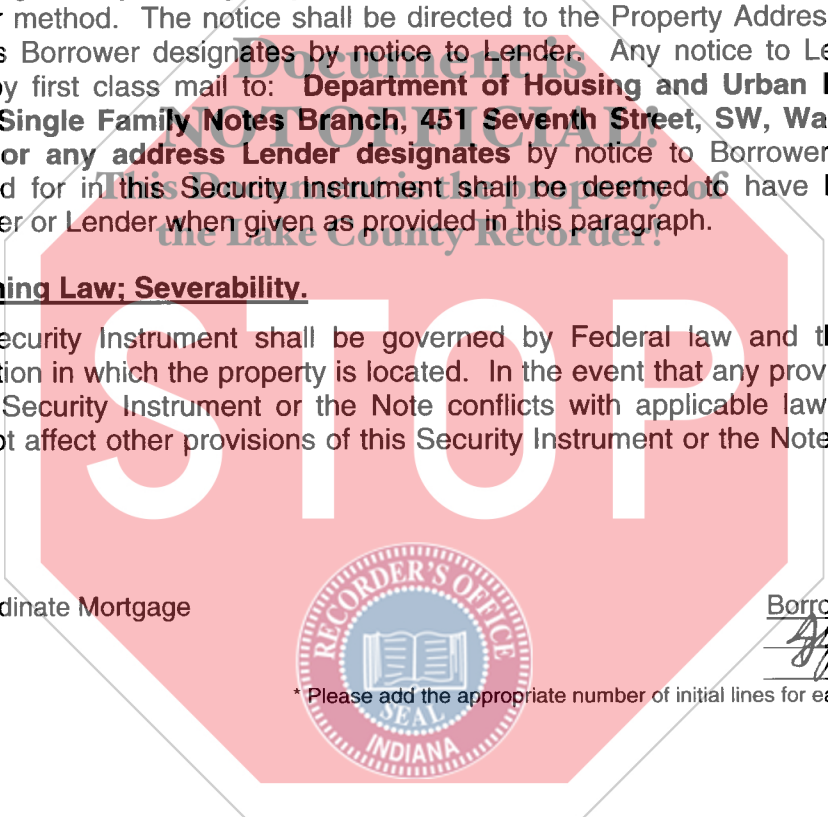 method. The notice shall be directed to the Property Addres
s Borrower designates by notice to Lender. Any notice to Le
by first class mail to: Department of Housing and Urban
Single Family Notes Branch, 451 Seventh Street, SW, Wa
or any address Lender designates by notice to Borrower
d for in this Security Instrument shall be deemed to have
er or Lender when given as provided in this paragraph.
Document is
NOT OFFICIAL!
This Document is the property of
the Lake County Recorder!
ning Law; Severability.
ecurity Instrument shall be governed by Federal law and t
tion in which the property is located. In the event that any prov
Security Instrument or the Note conflicts with applicable law
ot affect other provisions of this Security Instrument or the Note
STOP
dinate Mortgage
Borro
RECORDER'S OFFICE
SEAL
INDIANA
* Please add the appropriate number of initial lines for ea